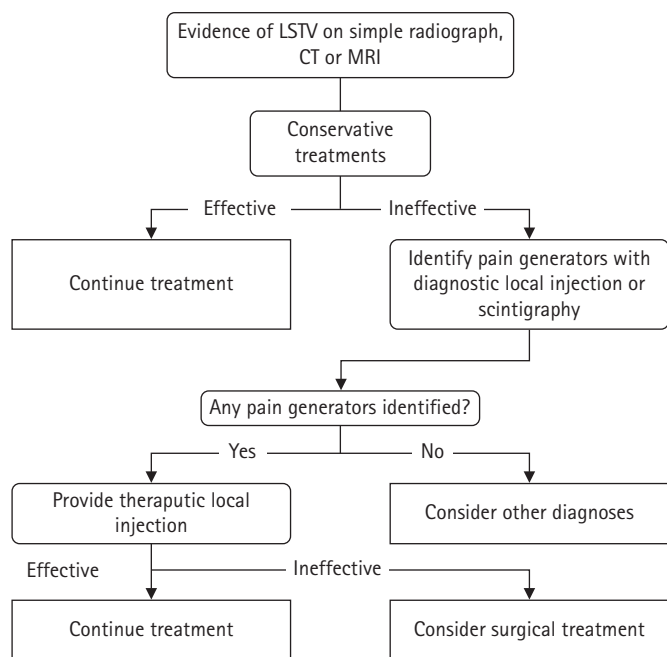 Evidence of LSTV on simple radiograph,
CT or MRI
Conservative
treatments
Effective
Ineffective
Continue treatment
Identify pain generators with
diagnostic local injection or
scintigraphy
Any pain generators identified?
Yes
No
Provide theraputic local
injection
Consider other diagnoses
Effective
Ineffective
Continue treatment
Consider surgical treatment